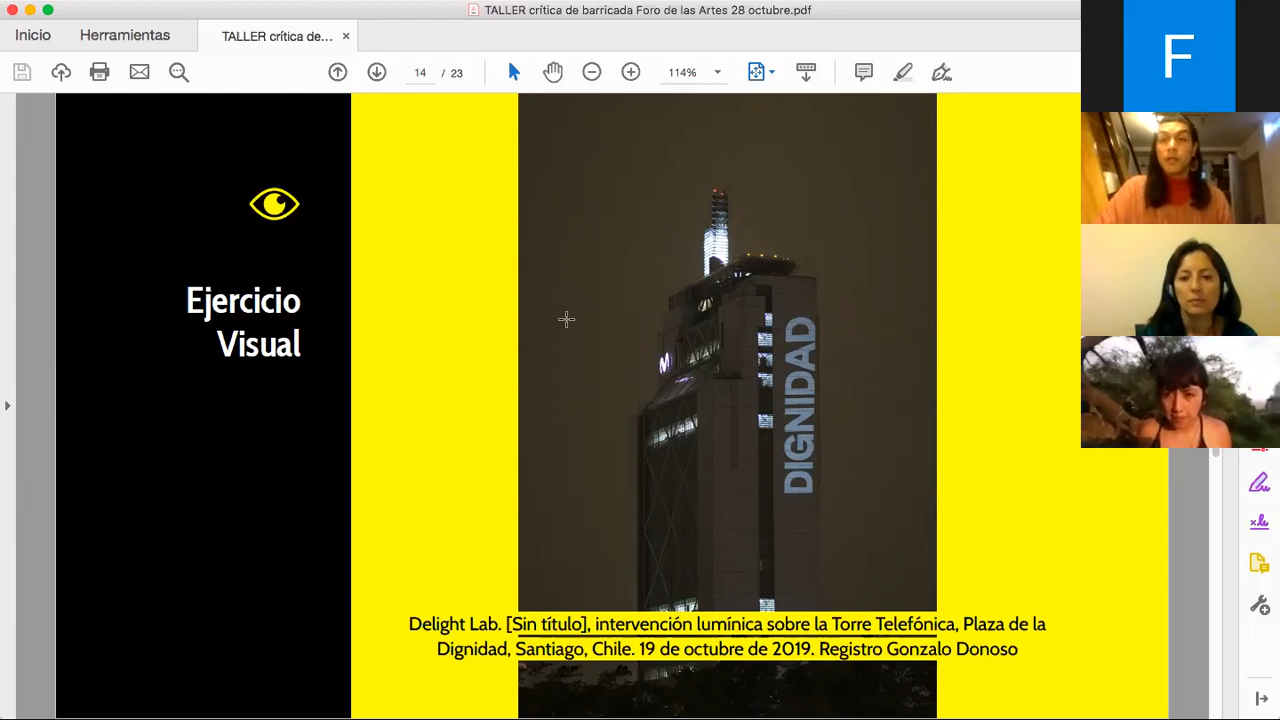 TALLER crítica de barricada Foro de las Artes 28 octubre.pdf
Inicio
Herramientas
TALLER crítica de... ×
14 / 23
114%
F
Ejercicio
Visual
M
DIGNIDAD
Delight Lab. [Sin título], intervención lumínica sobre la Torre Telefónica, Plaza de la
Dignidad, Santiago, Chile. 19 de octubre de 2019. Registro Gonzalo Donoso